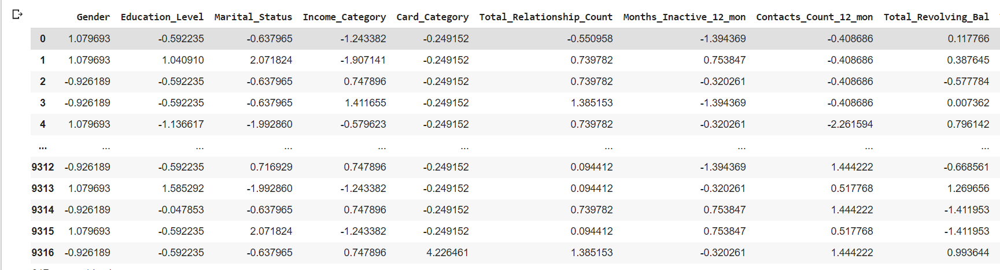 Gender Education_Level Marital_Status Income_Category Card_Category Total_Relationship_Count Months_Inactive_12_mon Contacts_Count_12_mon Total_Revolving_Bal
0 1.079693 -0.592235 -0.637965 -1.243382 -0.249152 -0.550958 -1.394369 -0.408686 0.117766
1 1.079693 1.040910 2.071824 -1.907141 -0.249152 0.739782 0.753847 -0.408686 0.387645
2 -0.926189 -0.592235 -0.637965 0.747896 -0.249152 0.739782 -0.320261 -0.408686 -0.577784
3 -0.926189 -0.592235 -0.637965 1.411655 -0.249152 1.385153 -1.394369 -0.408686 0.007362
4 1.079693 -1.136617 -1.992860 -0.579623 -0.249152 0.739782 -0.320261 -2.261594 0.796142
... ... ... ... ... ... ... ... ... ...
9312 -0.926189 -0.592235 0.716929 0.747896 -0.249152 0.094412 -1.394369 1.444222 -0.668561
9313 1.079693 1.585292 -1.992860 -1.243382 -0.249152 0.094412 -0.320261 0.517768 1.269656
9314 -0.926189 -0.047853 -0.637965 0.747896 -0.249152 0.739782 0.753847 1.444222 -1.411953
9315 1.079693 -0.592235 2.071824 -1.243382 -0.249152 0.094412 0.753847 0.517768 -1.411953
9316 -0.926189 -0.592235 -0.637965 0.747896 4.226461 1.385153 -0.320261 1.444222 0.993644